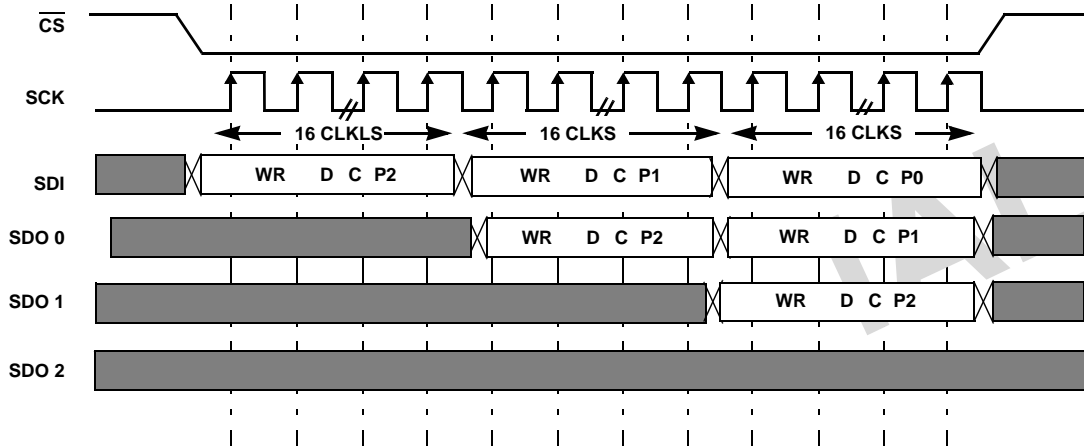 CS
SCK
16 CLKLS 16 CLKS 16 CLKS
SDI WR D C P2 WR D C P1 WR D C P0
SDO 0 WR D C P2 WR D C P1
SDO 1 WR D C P2
SDO 2